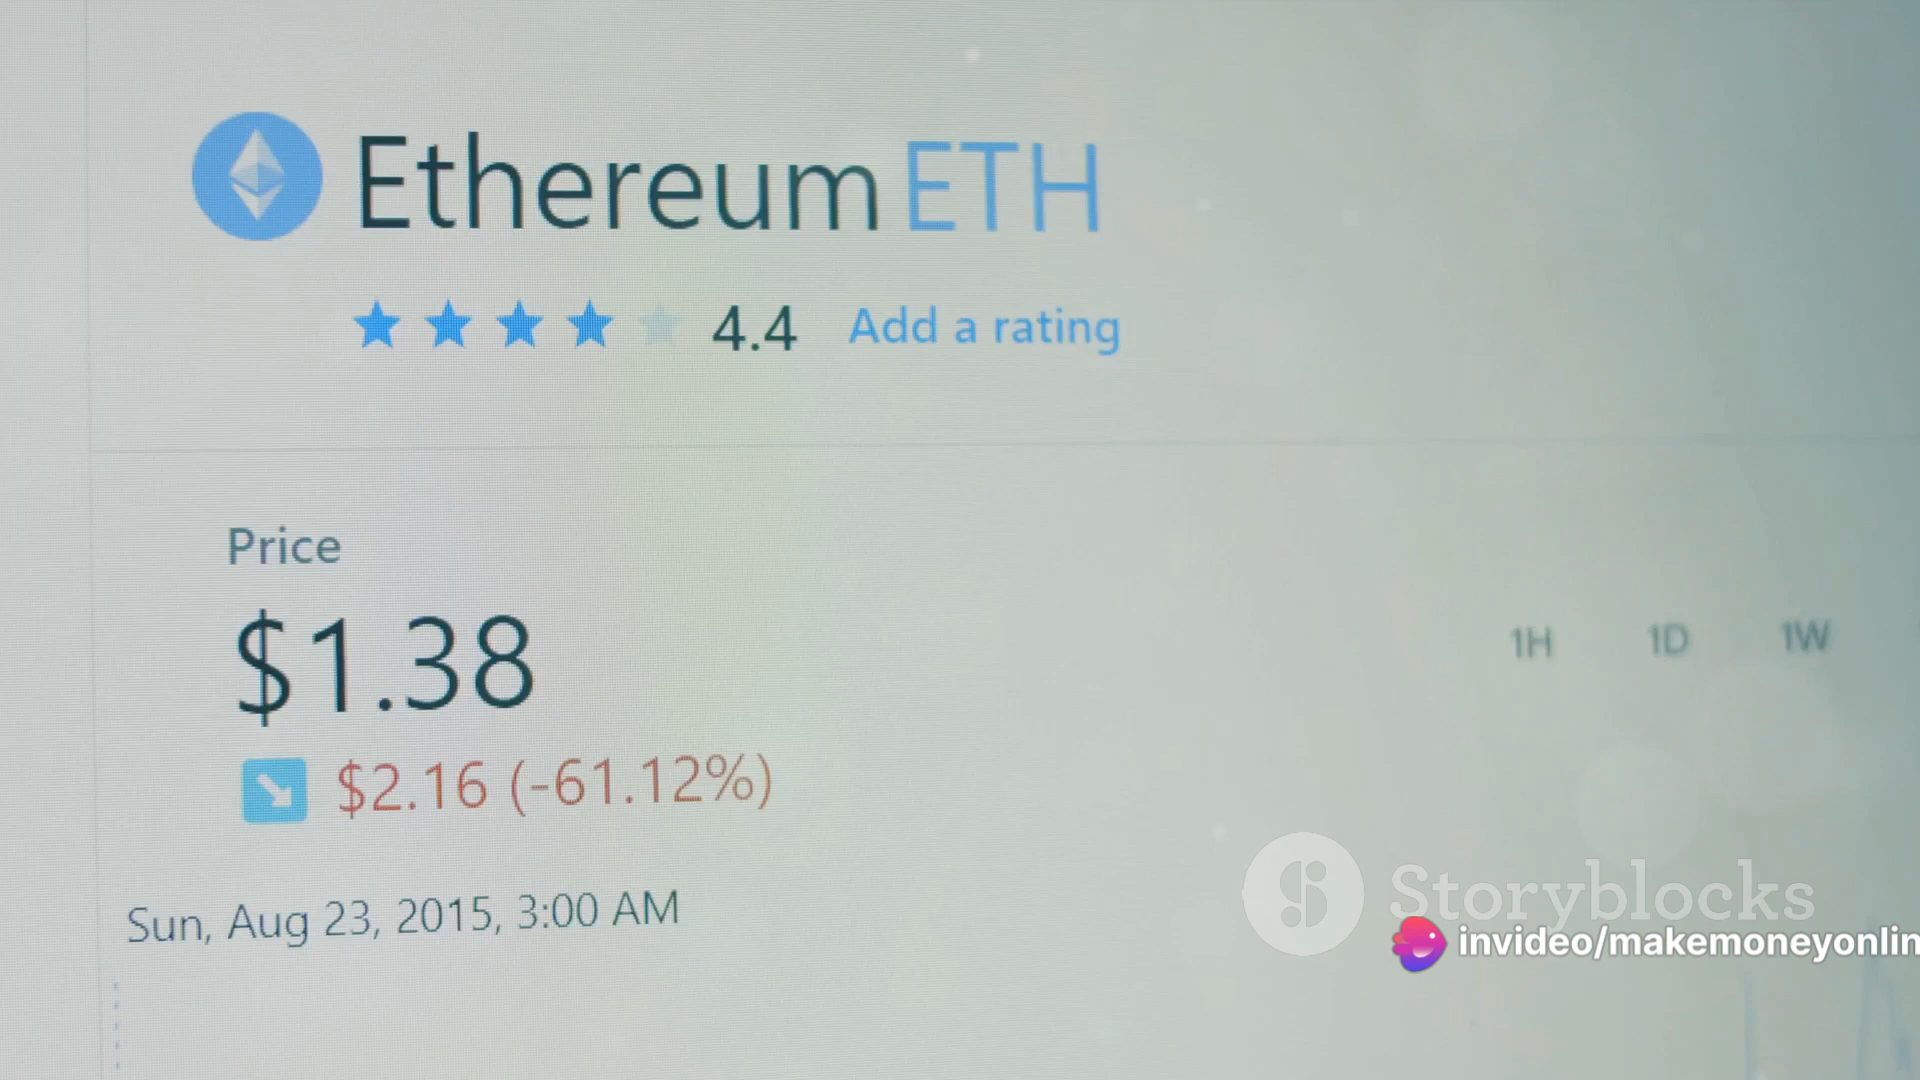 Ethereum ETH
4.4 Add a rating
Price
$1.38
1H 1D 1W
$2.16 (-61.12%)
Sun, Aug 23, 2015, 3:00 AM
Storyblocks
invideo/makemoneyonlin